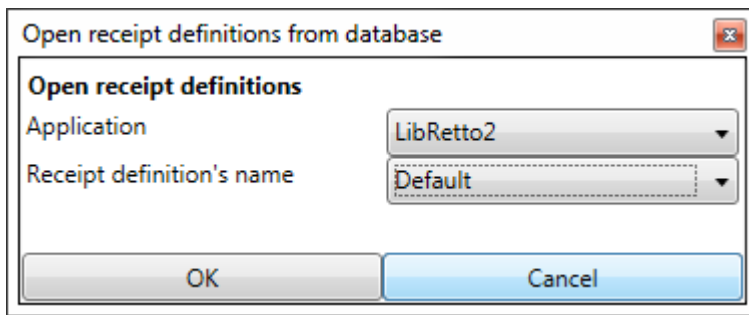 Open receipt definitions from database
Open receipt definitions
Application LibRetto2
Receipt definition's name Default
OK Cancel